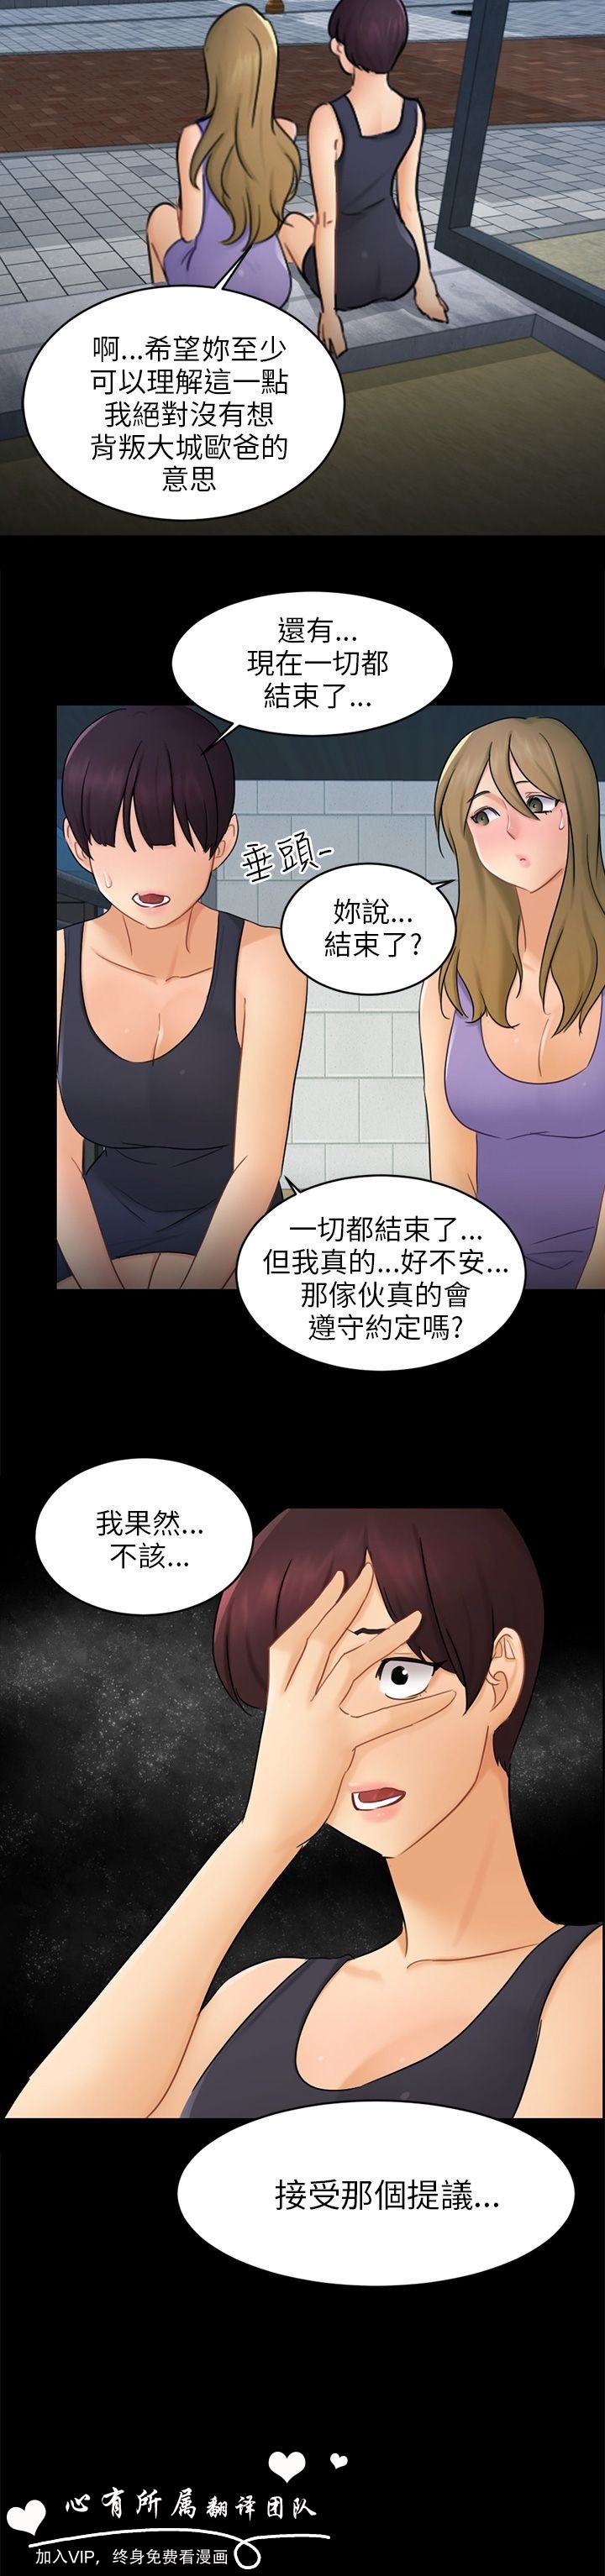 啊...希望妳至少
可以理解這一點
我絕對沒有想
背叛大城歐爸的
意思
還有...
現在一切都
結束了...
垂頭-
妳說...
結束了?
一切都結束了...
但我真的...好不安...
那傢伙真的會
遵守約定嗎?
我果然...
不該...
接受那個提議...
心有所属翻译团队
加入VIP，终身免费看漫画